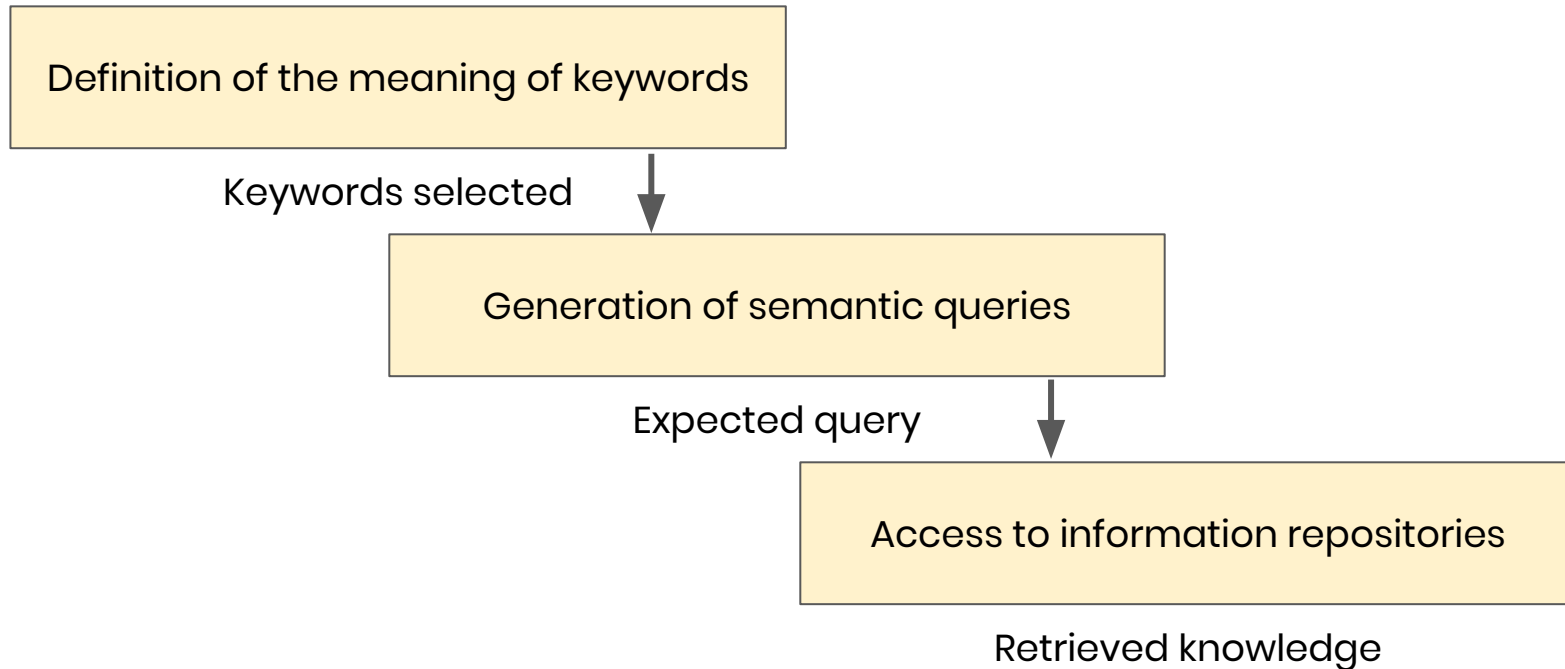 Definition of the meaning of keywords
Keywords selected
Generation of semantic queries
Expected query
Access to information repositories
Retrieved knowledge